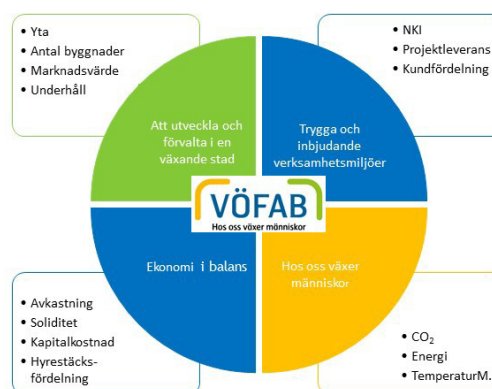 • Yta
• Antal byggnader
• Marknadsvärde
• Underhåll
• NKI
• Projektleverans
• Kundfördelning
Att utveckla och
förvalta i en
växande stad
Trygga och
inbjudande
verksamhetsmiljöer
VÖFAB
Hos oss växer människor
Ekonomi i balans
Hos oss växer
människor
• Avkastning
• Soliditet
• Kapitalkostnad
• Hyrestäcks-
fördelning
• CO₂
• Energi
• TemperaturM.